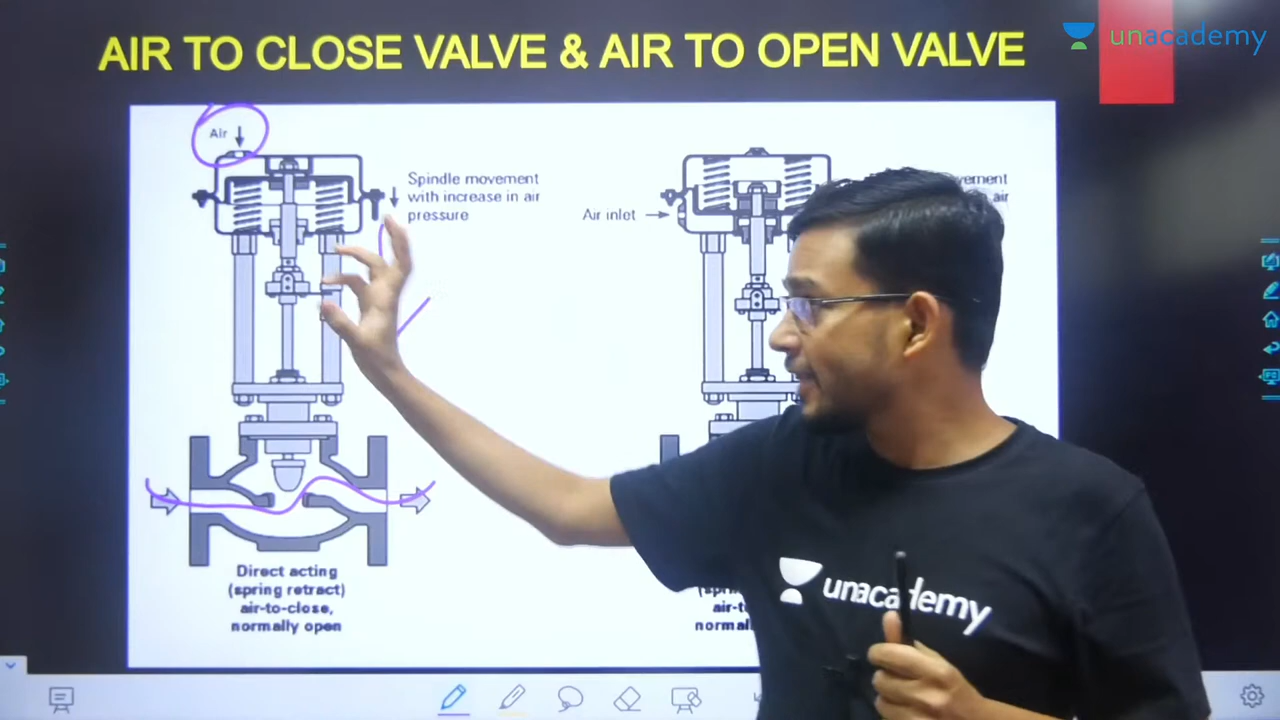 AIR TO CLOSE VALVE & AIR TO OPEN VALVE
unacademy
Air
Spindle movement
with increase in air
pressure
Air inlet
air
Direct acting
(spring retract)
air-to-close,
normally open
unacademy